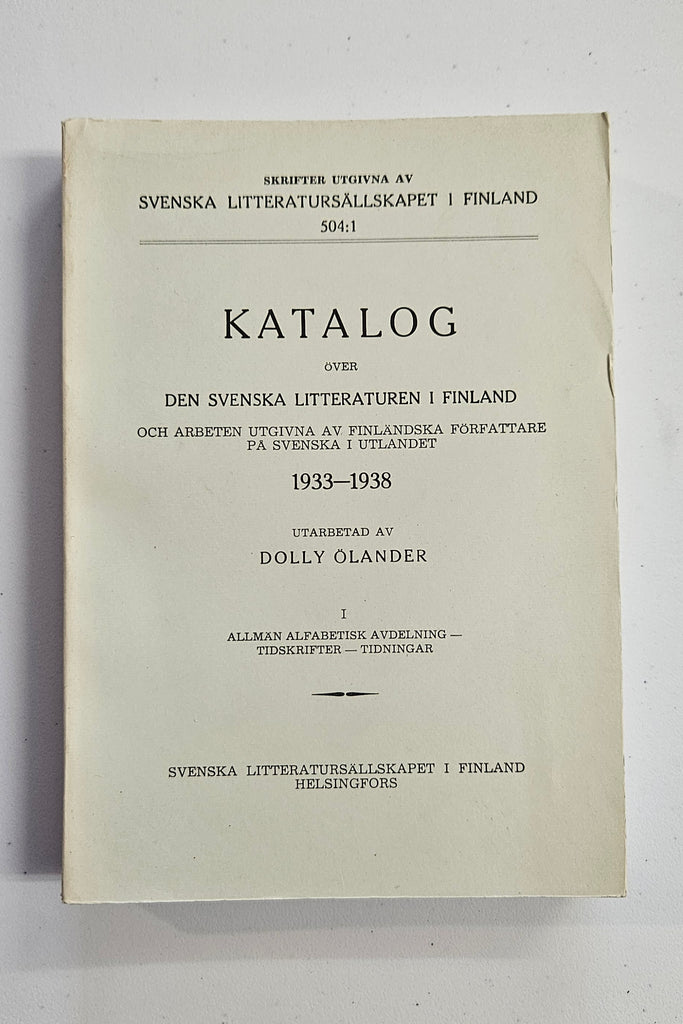 SKRIFTER UTGIVNA AV
SVENSKA LITTERATURSÄLLSKAPET I FINLAND
504:1
KATALOG
ÖVER
DEN SVENSKA LITTERATUREN I FINLAND
OCH ARBETEN UTGIVNA AV FINLÄNDSKA FÖRFATTARE
PÅ SVENSKA I UTLANDET
1933—1938
UTARBETAD AV
DOLLY ÖLANDER
I
ALLMÄN ALFABETISK AVDELNING —
TIDSKRIFTER — TIDNINGAR
SVENSKA LITTERATURSÄLLSKAPET I FINLAND
HELSINGFORS